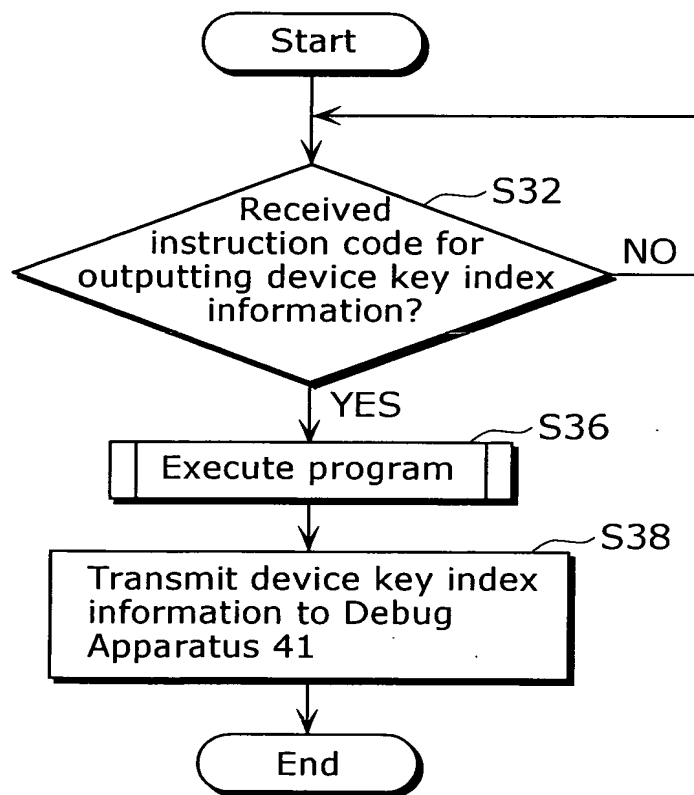 Start
S32
Received
instruction code for
outputting device key index
information?
NO
YES
S36
Execute program
S38
Transmit device key index
information to Debug
Apparatus 41
End